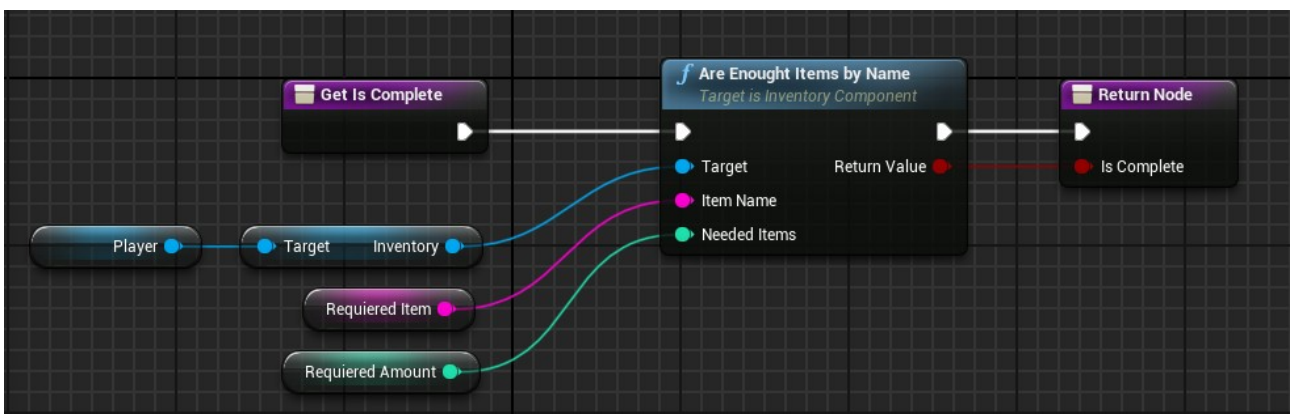 Get Is Complete
Are Enought Items by Name
Target is Inventory Component
Return Node
Target
Return Value
Is Complete
Item Name
Needed Items
Player
Target
Inventory
Requiered Item
Requiered Amount